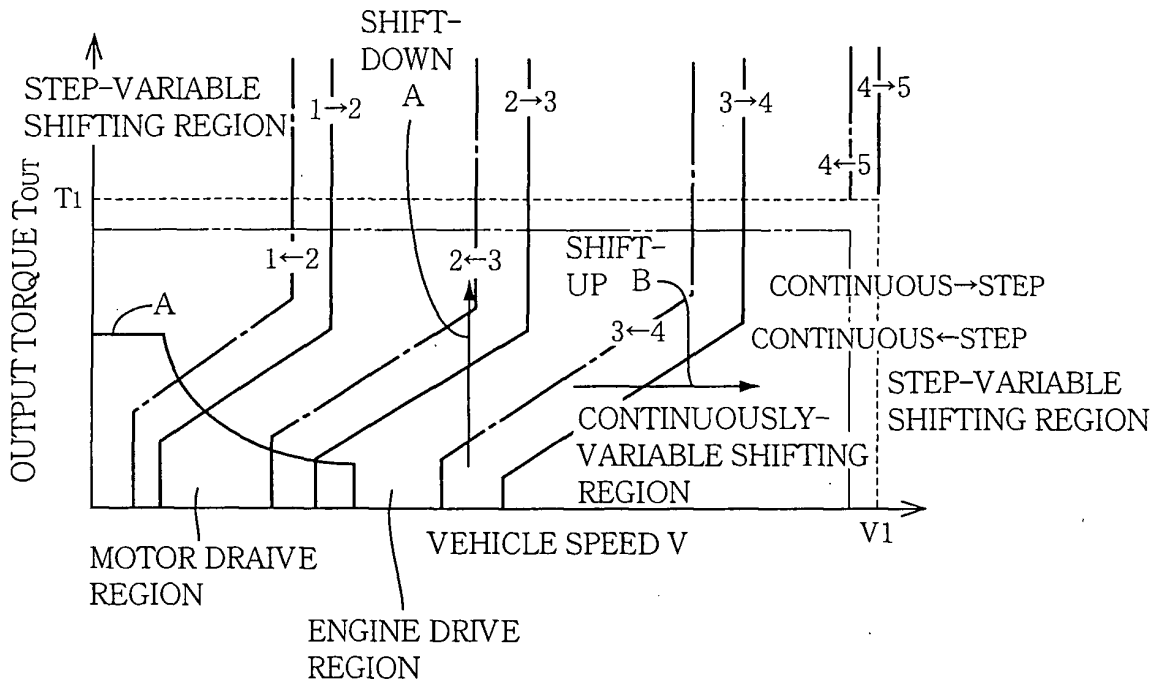 SHIFT-
DOWN
A
STEP-VARIABLE
SHIFTING REGION
1→2
2→3
3→4
4→5
4←5
OUTPUT TORQUE TOUT
T1
1←2
2←3
SHIFT-
UP B
CONTINUOUS→STEP
A
3←4
CONTINUOUS←STEP
STEP-VARIABLE
SHIFTING REGION
CONTINUOUSLY-
VARIABLE SHIFTING
REGION
V1
VEHICLE SPEED V
MOTOR DRAIVE
REGION
ENGINE DRIVE
REGION